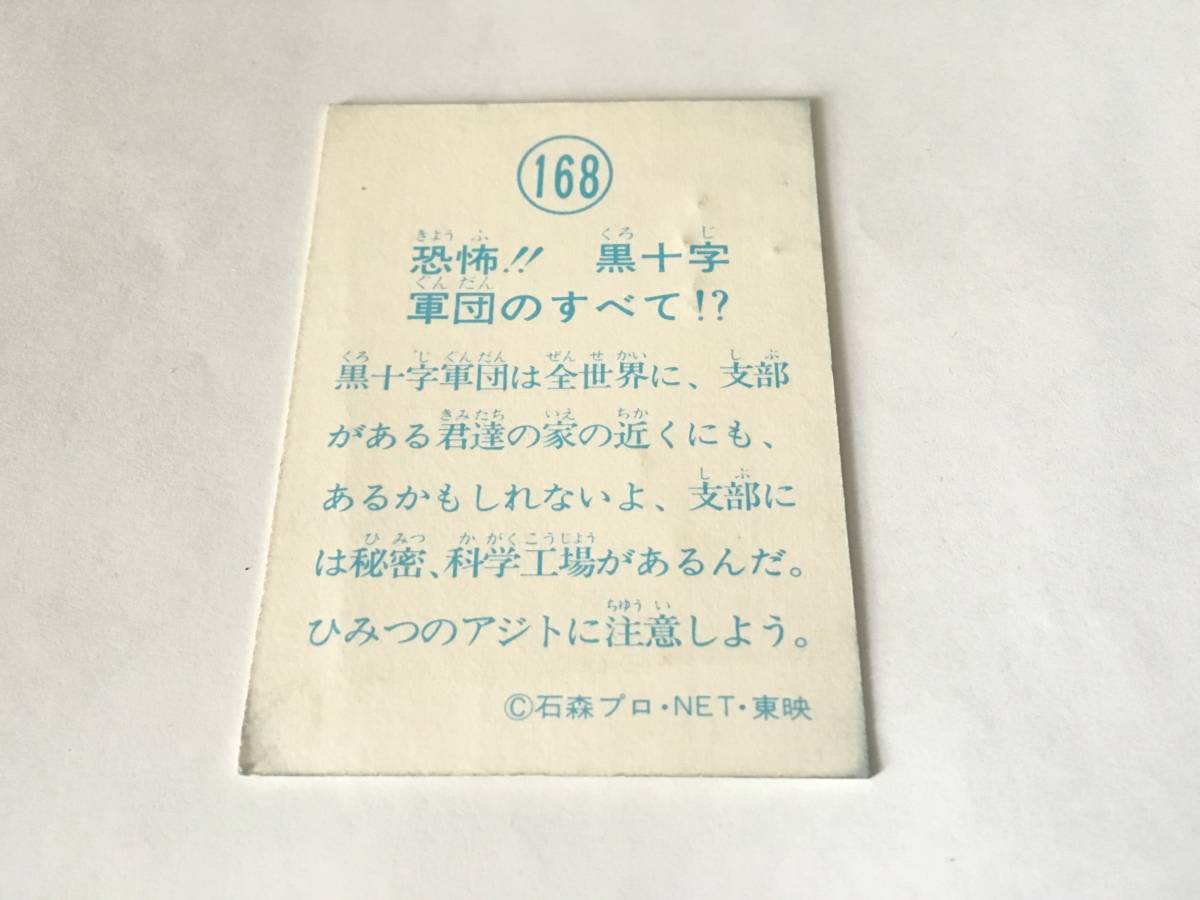 168
恐怖!! 黒十字
軍団のすべて!?
黒十字軍団は全世界に、支部
がある君達の家の近くにも、
あるかもしれないよ、支部に
は秘密、科学工場があるんだ。
ひみつのアジトに注意しよう。
©石森プロ・NET・東映